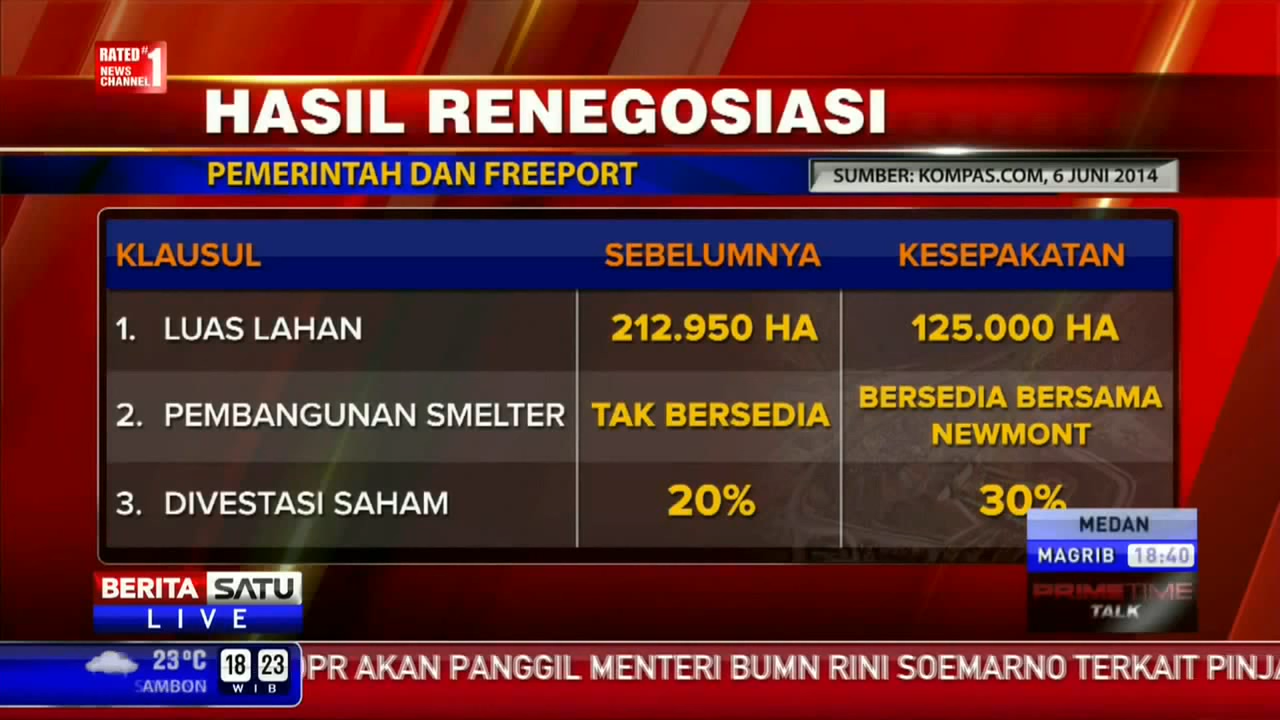 RATED #1
NEWS
CHANNEL
HASIL RENEGOSIASI
PEMERINTAH DAN FREEPORT
SUMBER: KOMPAS.COM, 6 JUNI 2014
KLAUSUL SEBELUMNYA KESEPAKATAN
1. LUAS LAHAN 212.950 HA 125.000 HA
2. PEMBANGUNAN SMELTER TAK BERSEDIA BERSEDIA BERSAMA
NEWMONT
3. DIVESTASI SAHAM 20% 30%
MEDAN
MAGRIB 18:40
PRIMETIME
TALK
BERITA SATU
LIVE
23°C
AMBON
18 23
WIB
DPR AKAN PANGGIL MENTERI BUMN RINI SOEMARNO TERKAIT